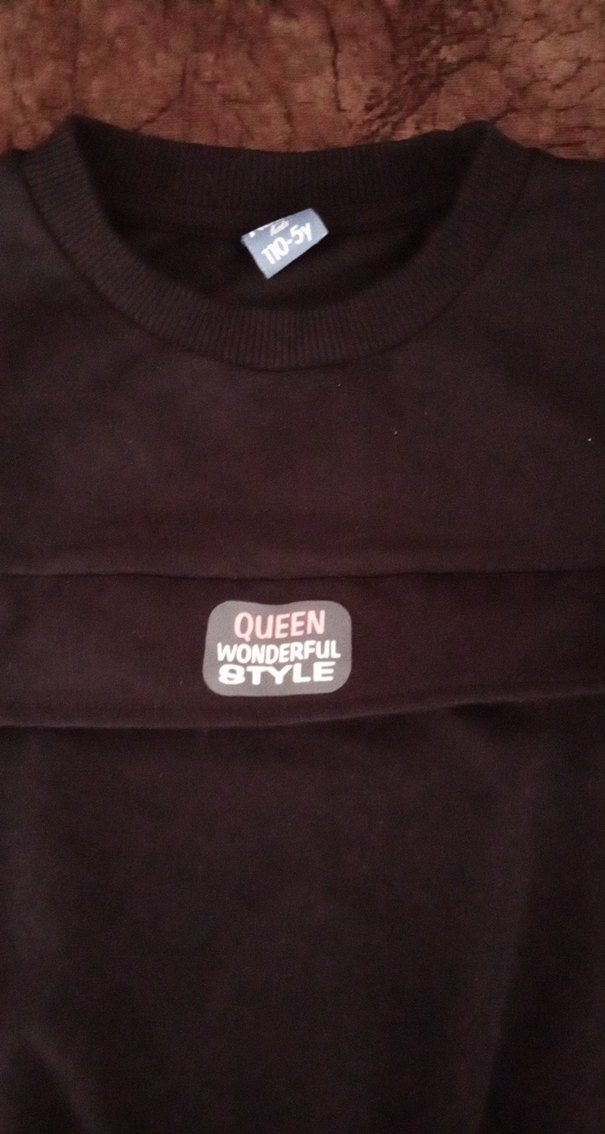 110-5Y
QUEEN
WONDERFUL
STYLE